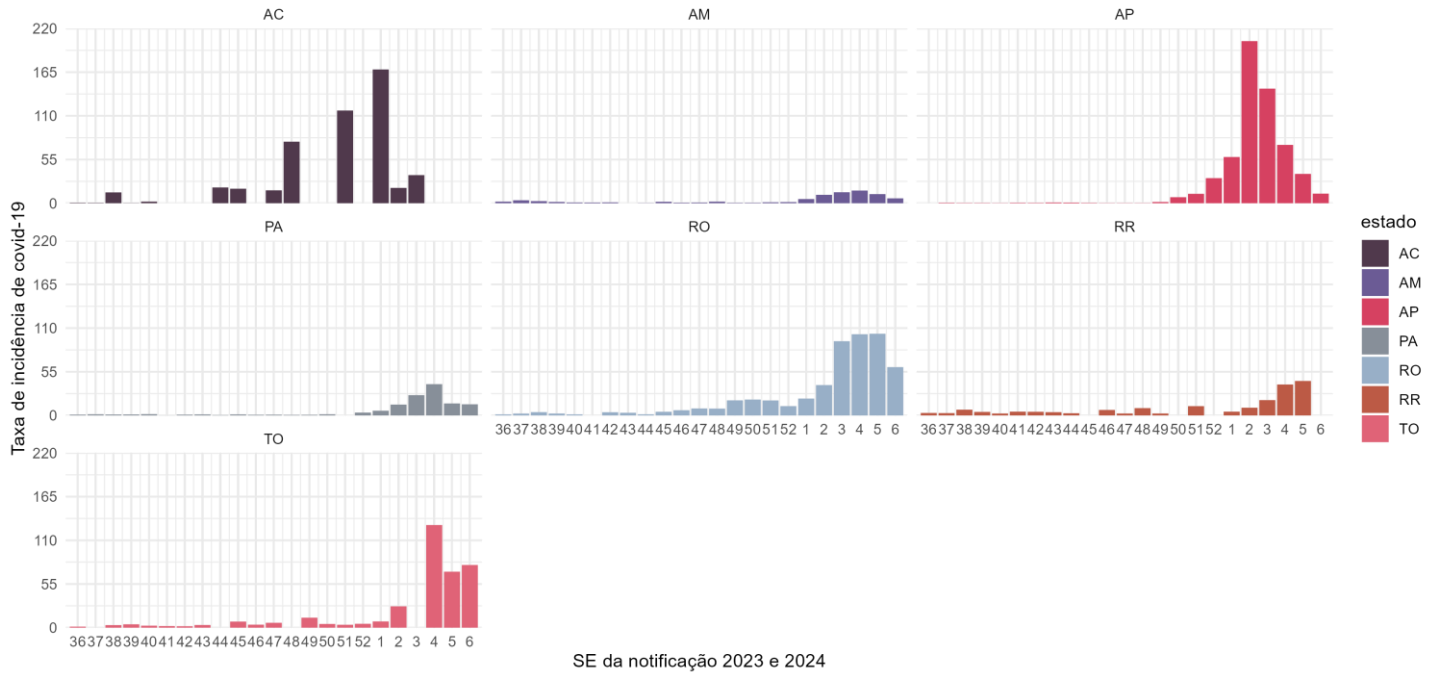 AC AM AP
220
165
110
55
0
PA RO RR
220
165
110
55
0
36 37 38 39 40 41 42 43 44 45 46 47 48 49 50 51 52 1 2 3 4 5 6
36 37 38 39 40 41 42 43 44 45 46 47 48 49 50 51 52 1 2 3 4 5 6
TO
220
165
110
55
0
36 37 38 39 40 41 42 43 44 45 46 47 48 49 50 51 52 1 2 3 4 5 6
Taxa de incidência de covid-19
SE da notificação 2023 e 2024
estado
AC
AM
AP
PA
RO
RR
TO